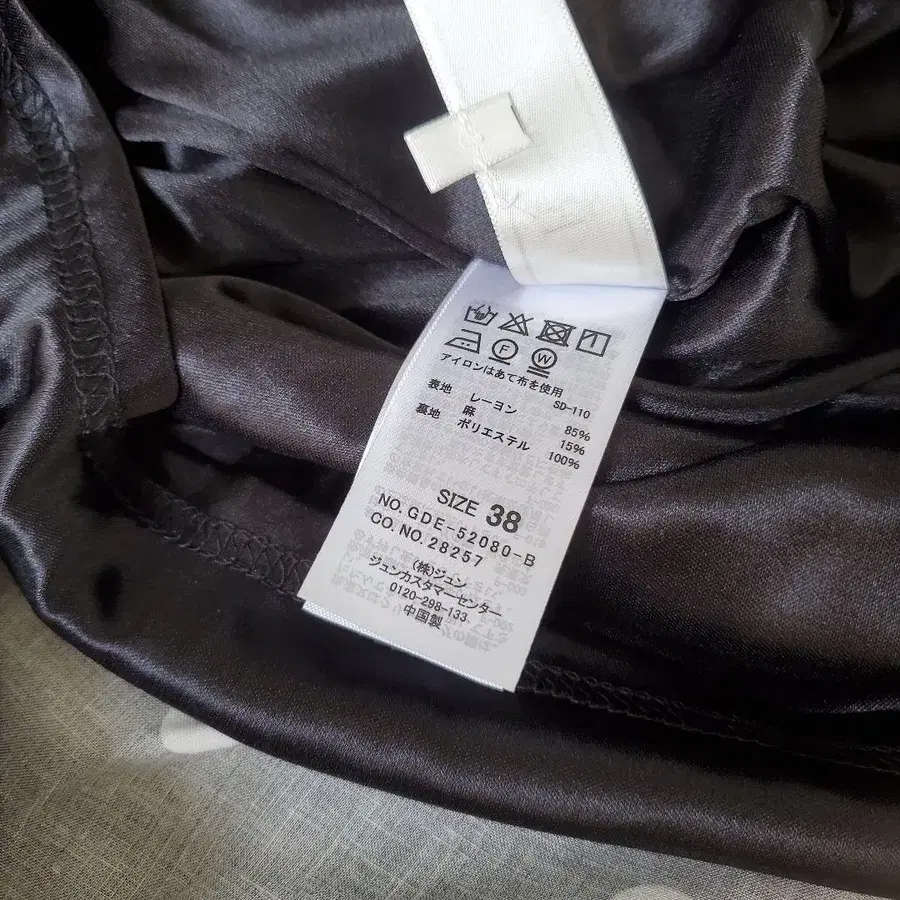 F W
アイロンはあて布を使用
SD-110
表地 レーヨン 85%
麻 15%
裏地 ポリエステル 100%
SIZE 38
NO. GDE-52080-B
CO. NO. 28257
(株)ジュン
ジュンカスタマーセンター
0120-298-133
中国製